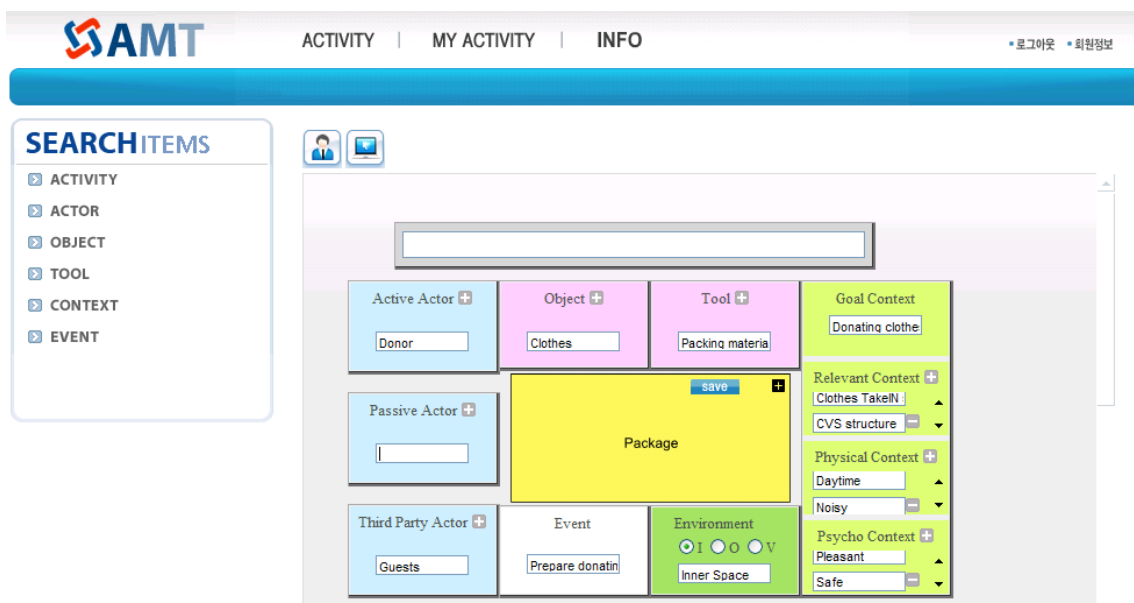 AMT
ACTIVITY | MY ACTIVITY | INFO
로그아웃 회원정보
SEARCH ITEMS
ACTIVITY
ACTOR
OBJECT
TOOL
CONTEXT
EVENT
Active Actor
Donor
Object
Clothes
Tool
Packing materia
Goal Context
Donating clothe
Passive Actor
save
Package
Relevant Context
Clothes TakeIN
CVS structure
Physical Context
Daytime
Noisy
Third Party Actor
Guests
Event
Prepare donatin
Environment
I O V
Inner Space
Psycho Context
Pleasant
Safe